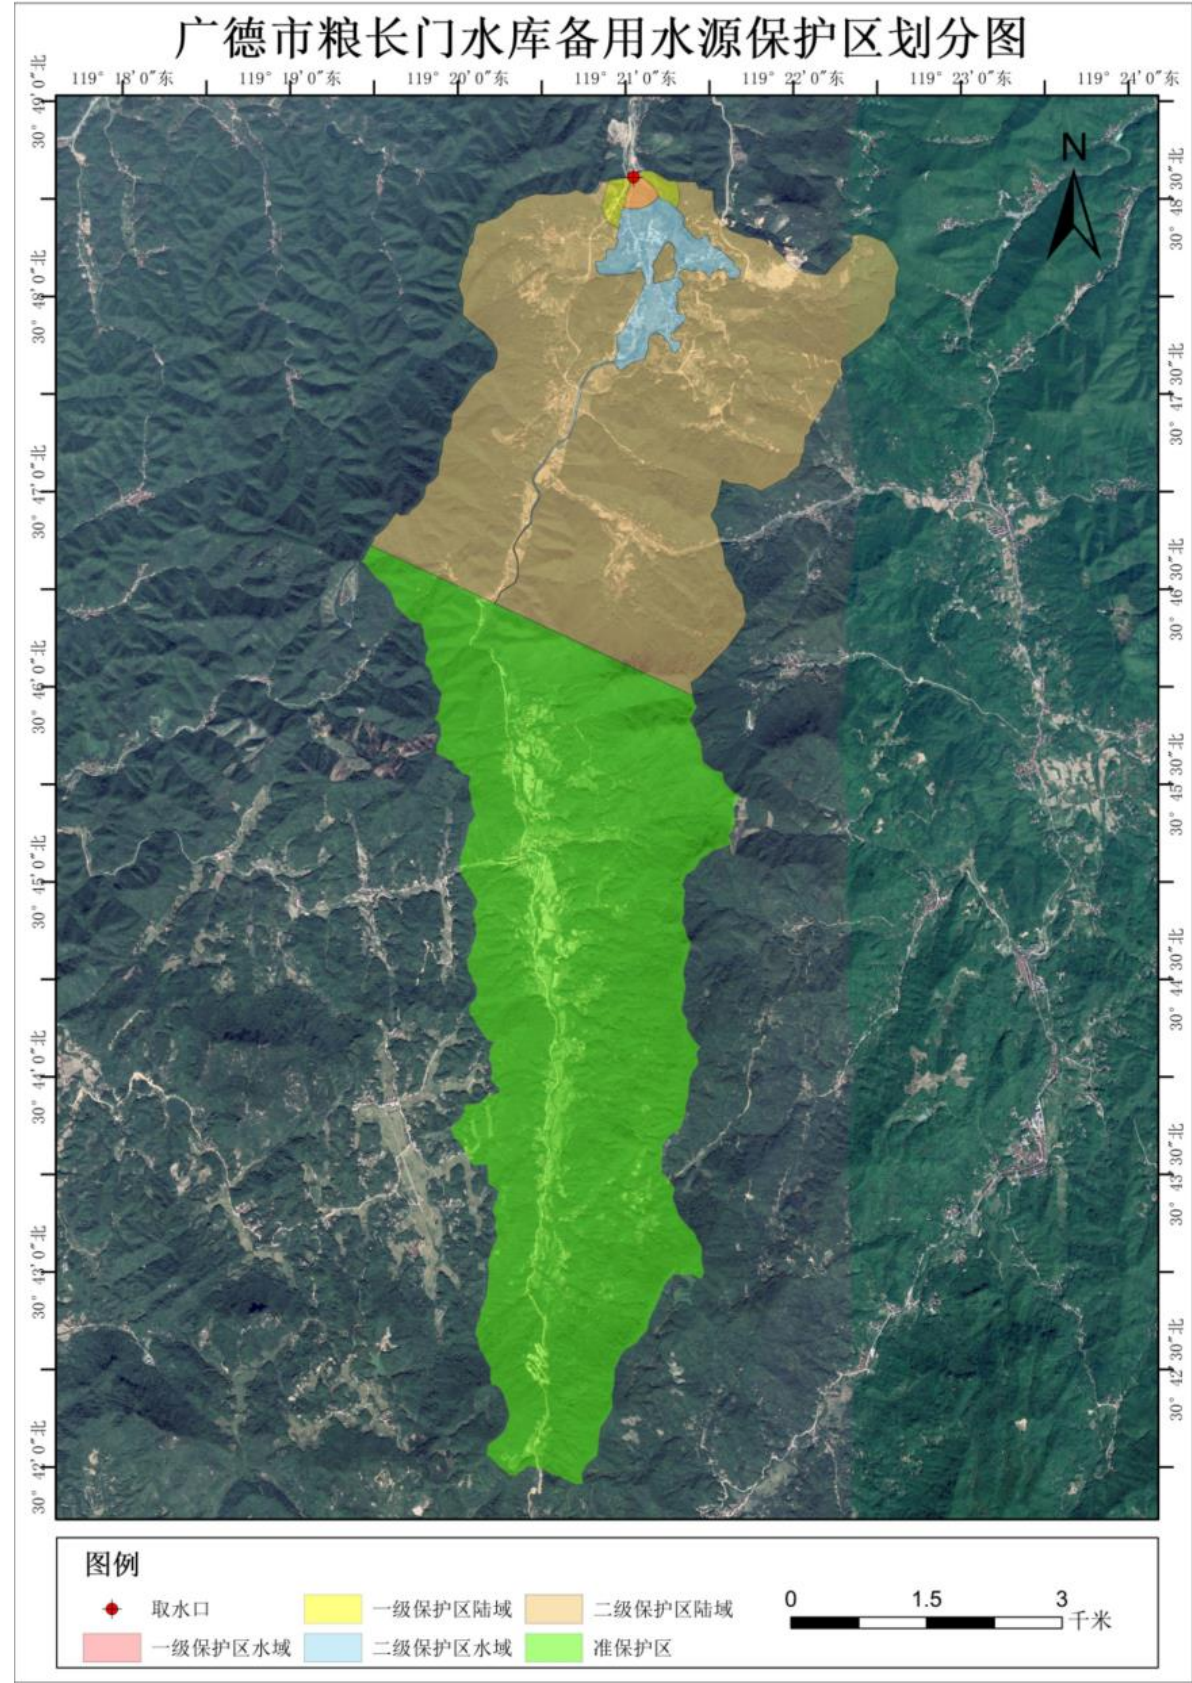 广德市粮长门水库备用水源保护区划分图
119° 18′0″东 119° 19′0″东 119° 20′0″东 119° 21′0″东 119° 22′0″东 119° 23′0″东 119° 24′0″东
30° 49′0″北
30° 48′30″北
30° 48′0″北
30° 47′30″北
30° 47′0″北
30° 46′30″北
30° 46′0″北
30° 45′30″北
30° 45′0″北
30° 44′30″北
30° 44′0″北
30° 43′30″北
30° 43′0″北
30° 42′30″北
30° 42′0″北
N
图例
取水口 一级保护区陆域 二级保护区陆域
一级保护区水域 二级保护区水域 准保护区
0 1.5 3
千米